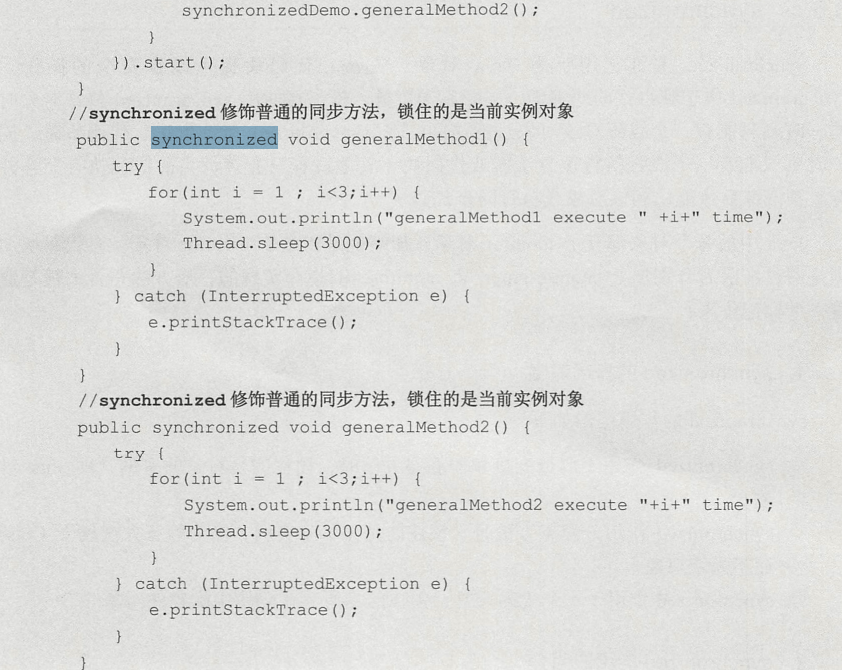 synchronizedDemo.generalMethod2();
}
}).start();
}
//synchronized 修饰普通的同步方法，锁住的是当前实例对象
public synchronized void generalMethod1() {
try {
for(int i = 1 ; i<3;i++) {
System.out.println("generalMethod1 execute " +i+" time");
Thread.sleep(3000);
}
} catch (InterruptedException e) {
e.printStackTrace();
}
}
//synchronized 修饰普通的同步方法，锁住的是当前实例对象
public synchronized void generalMethod2() {
try {
for(int i = 1 ; i<3;i++) {
System.out.println("generalMethod2 execute "+i+" time");
Thread.sleep(3000);
}
} catch (InterruptedException e) {
e.printStackTrace();
}
}